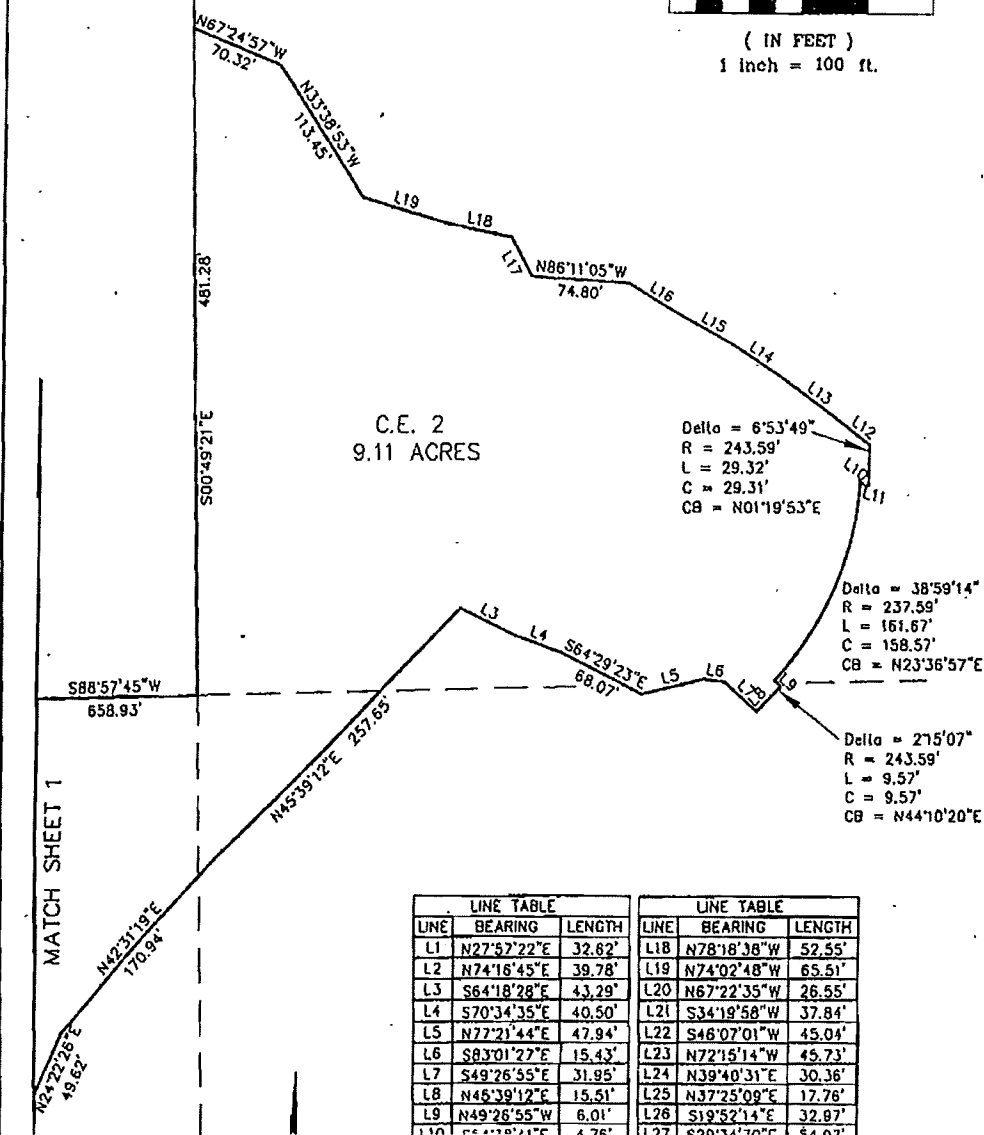 ( IN FEET )
1 inch = 100 ft.
N67°24'57"W
70.32'
N33°38'53"W
113.45'
L19
L18
L17
N86°11'05"W
74.80'
L16
L15
L14
L13
L12
481.28'
S00°49'21"E
C.E. 2
9.11 ACRES
Delta = 6°53'49"
R = 243.59'
L = 29.32'
C = 29.31'
CB = N01°19'53"E
L10
L11
Delta = 38°59'14"
R = 237.59'
L = 161.67'
C = 158.57'
CB = N23°36'57"E
L3
L4
S64°29'23"E
68.07'
L5
L6
L7
L8
L9
S88°57'45"W
658.93'
N45°39'12"E 257.65'
Delta = 2°15'07"
R = 243.59'
L = 9.57'
C = 9.57'
CB = N44°10'20"E
MATCH SHEET 1
N42°31'19"E
170.94'
N24°22'26"E
49.62'
LINE TABLE
LINE BEARING LENGTH
L1 N27°57'22"E 32.62'
L2 N74°16'45"E 39.78'
L3 S64°18'28"E 43.29'
L4 S70°34'35"E 40.50'
L5 N77°21'44"E 47.94'
L6 S83°01'27"E 15.43'
L7 S49°26'55"E 31.95'
L8 N45°39'12"E 15.51'
L9 N49°26'55"W 6.01'
L10 4.76'
LINE TABLE
LINE BEARING LENGTH
L18 N78°18'38"W 52.55'
L19 N74°02'48"W 65.51'
L20 N67°22'35"W 26.55'
L21 S34°19'58"W 37.84'
L22 S46°07'01"W 45.04'
L23 N72°15'14"W 45.73'
L24 N39°40'31"E 30.36'
L25 N37°25'09"E 17.76'
L26 S19°52'14"E 32.97'
L27